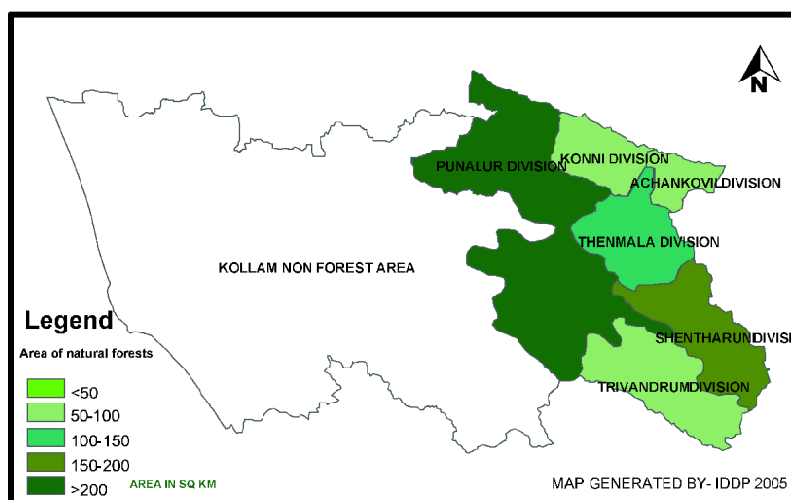 N
KONNI DIVISION
PUNALUR DIVISION
ACHANKOVILDIVISION
THENMALA DIVISION
KOLLAM NON FOREST AREA
Legend
SHENTHARUNIDIVISI
Area of natural forests
TRIVANDRUMDIVISION
<50
50-100
100-150
150-200
>200
AREA IN SQ KM
MAP GENERATED BY- IDDP 2005